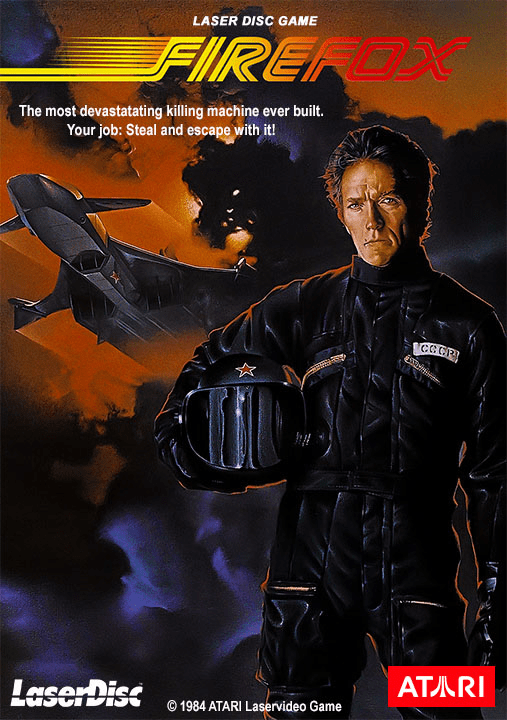 LASER DISC GAME
FIREFOX
The most devastatating killing machine ever built.
Your job: Steal and escape with it!
CCCP
LaserDisc
© 1984 ATARI Laservideo Game
ATARI